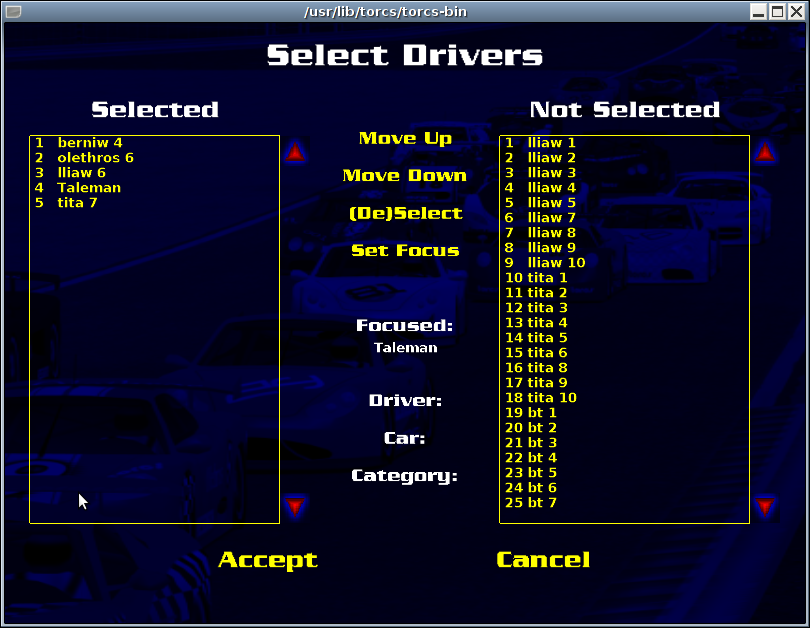 /usr/lib/torcs/torcs-bin
Select Drivers
Selected
1 berniw 4
2 olethros 6
3 lliaw 6
4 Taleman
5 tita 7
Move Up
Move Down
(De)Select
Set Focus
Focused:
Taleman
Driver:
Car:
Category:
Not Selected
1 lliaw 1
2 lliaw 2
3 lliaw 3
4 lliaw 4
5 lliaw 5
6 lliaw 7
7 lliaw 8
8 lliaw 9
9 lliaw 10
10 tita 1
11 tita 2
12 tita 3
13 tita 4
14 tita 5
15 tita 6
16 tita 8
17 tita 9
18 tita 10
19 bt 1
20 bt 2
21 bt 3
22 bt 4
23 bt 5
24 bt 6
25 bt 7
Accept
Cancel